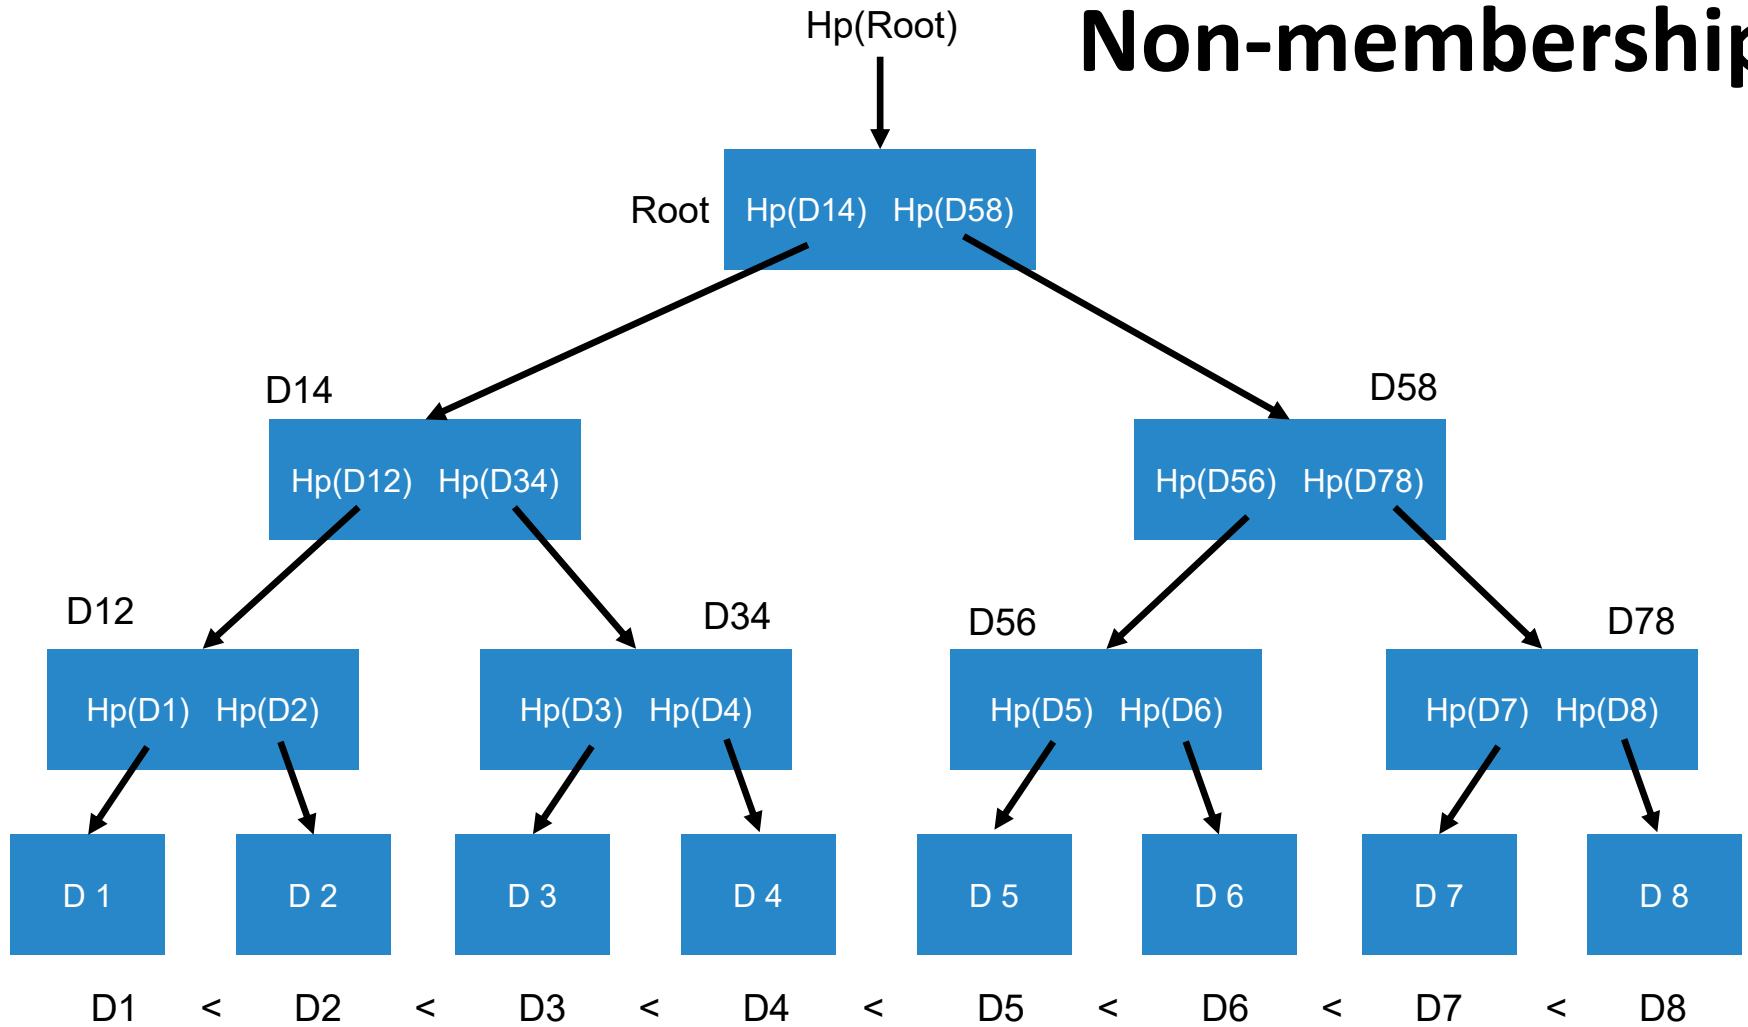 Hp(Root)
Non-membership
Root
Hp(D14) Hp(D58)
D14
D58
Hp(D12) Hp(D34)
Hp(D56) Hp(D78)
D12
D34
D56
D78
Hp(D1) Hp(D2)
Hp(D3) Hp(D4)
Hp(D5) Hp(D6)
Hp(D7) Hp(D8)
D 1
D 2
D 3
D 4
D 5
D 6
D 7
D 8
D1 < D2 < D3 < D4 < D5 < D6 < D7 < D8